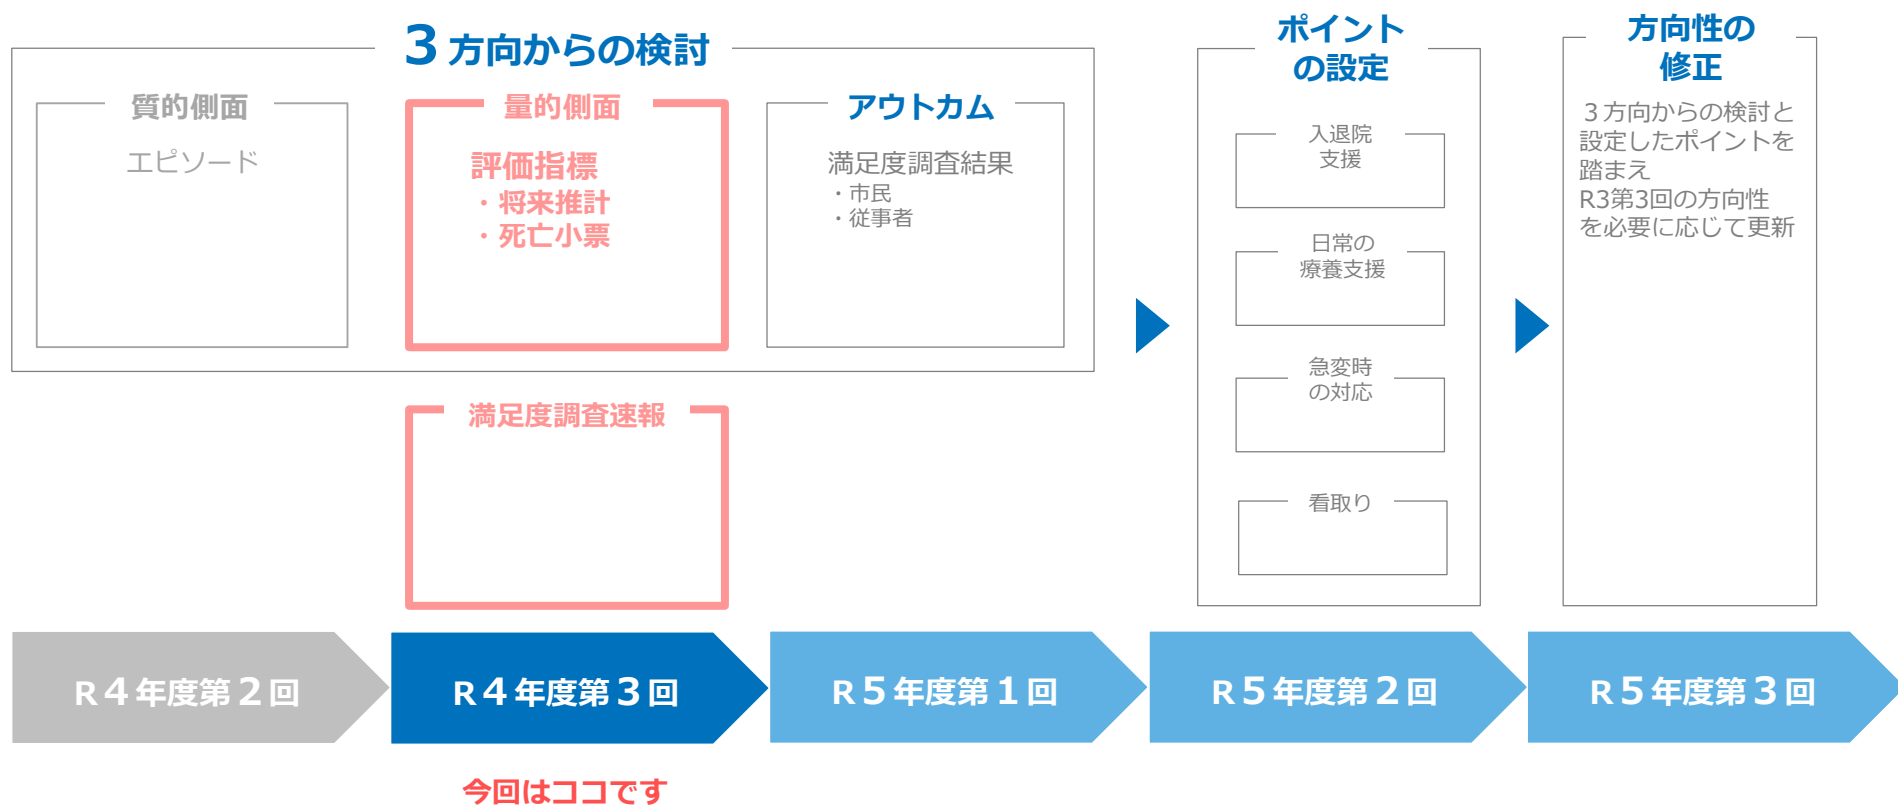 ３方向からの検討
質的側面
エピソード
量的側面
評価指標
・将来推計
・死亡小票
アウトカム
満足度調査結果
・市民
・従事者
満足度調査速報
ポイント
の設定
入退院
支援
日常の
療養支援
急変時
の対応
看取り
方向性の
修正
３方向からの検討と
設定したポイントを
踏まえ
R3第3回の方向性
を必要に応じて更新
R４年度第２回
R４年度第３回
R５年度第１回
R５年度第２回
R５年度第３回
今回はココです